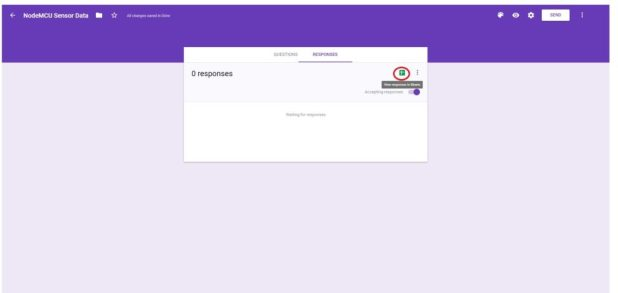 NodeMCU Sensor Data
All changes saved in Drive
SEND
QUESTIONS
RESPONSES
0 responses
View responses in Sheets
Accepting responses
Waiting for responses